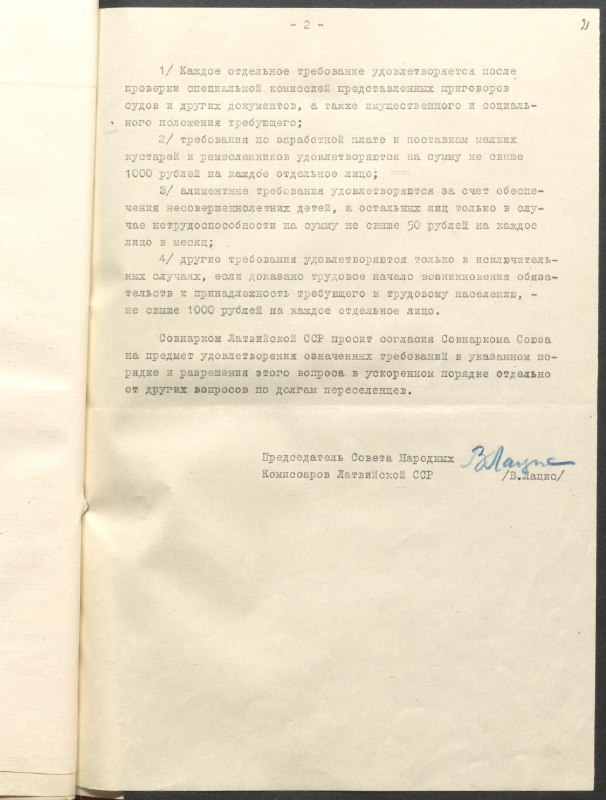 - 2 -
21
1/ Каждое отдельное требование удовлетворяется после
проверки специальной комиссией представленных приговоров
судов и других документов, а также имущественного и социаль-
ного положения требующего;
2/ требования по заработной плате и поставкам мелких
кустарей и ремесленников удовлетворяются на сумму не свыше
1000 рублей на каждое отдельное лицо;
3/ алиментные требования удовлетворяются за счет обеспе-
чения несовершеннолетних детей, а остальных лиц только в слу-
чае нетрудоспособности на сумму не свыше 50 рублей на каждое
лицо в месяц;
4/ другие требования удовлетворяются только в исключитель-
ных случаях, если доказано трудовое начало возникновения обяза-
тельств и принадлежность требующего к трудовому населению, -
не свыше 1000 рублей на каждое отдельное лицо.
Совнарком Латвийской ССР просит согласия Совнаркома Союза
на предмет удовлетворения означенных требований в указанном по-
рядке и разрешения этого вопроса в ускоренном порядке отдельно
от других вопросов по долгам переселенцев.
Председатель Совета Народных
ВЛацис
Комиссаров Латвийской ССР /В.Лацис/